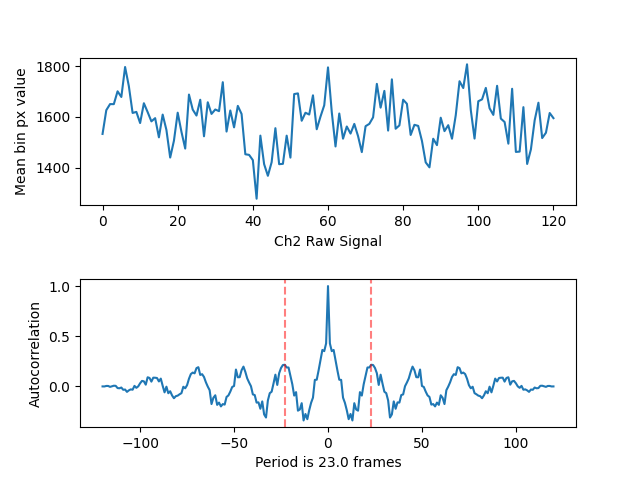 1800
1600
1400
Mean bin px value
0 20 40 60 80 100 120
Ch2 Raw Signal
1.0
0.5
0.0
Autocorrelation
−100 −50 0 50 100
Period is 23.0 frames